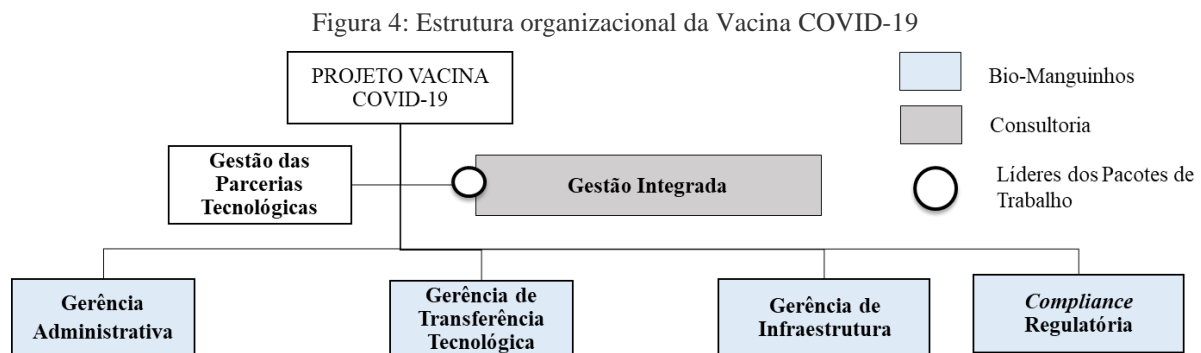 Figura 4: Estrutura organizacional da Vacina COVID-19
PROJETO VACINA
COVID-19
Bio-Manguinhos
Consultoria
Gestão das
Parcerias
Tecnológicas
Gestão Integrada
Líderes dos Pacotes de
Trabalho
Gerência
Administrativa
Gerência de
Transferência
Tecnológica
Gerência de
Infraestrutura
Compliance
Regulatória